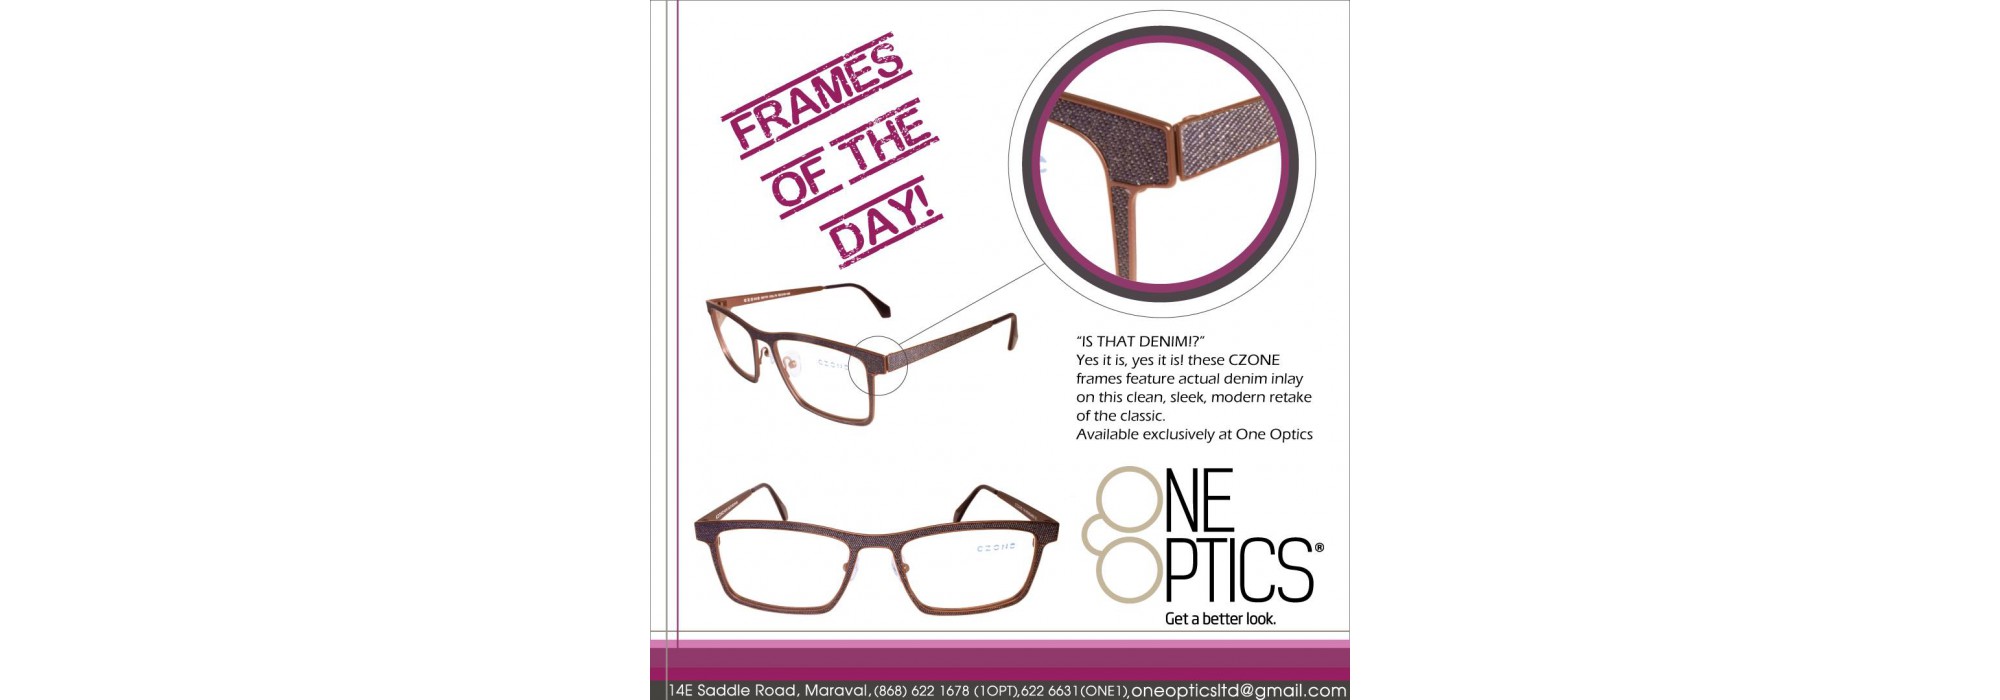 FRAMES
OF THE
DAY!
CZONE
"IS THAT DENIM!?"
Yes it is, yes it is! these CZONE
frames feature actual denim inlay
on this clean, sleek, modern retake
of the classic.
Available exclusively at One Optics
CZONE
ONE
OPTICS®
Get a better look.
14E Saddle Road, Maraval, (868) 622 1678 (1OPT), 622 6631(ONE1), oneopticsltd@gmail.com